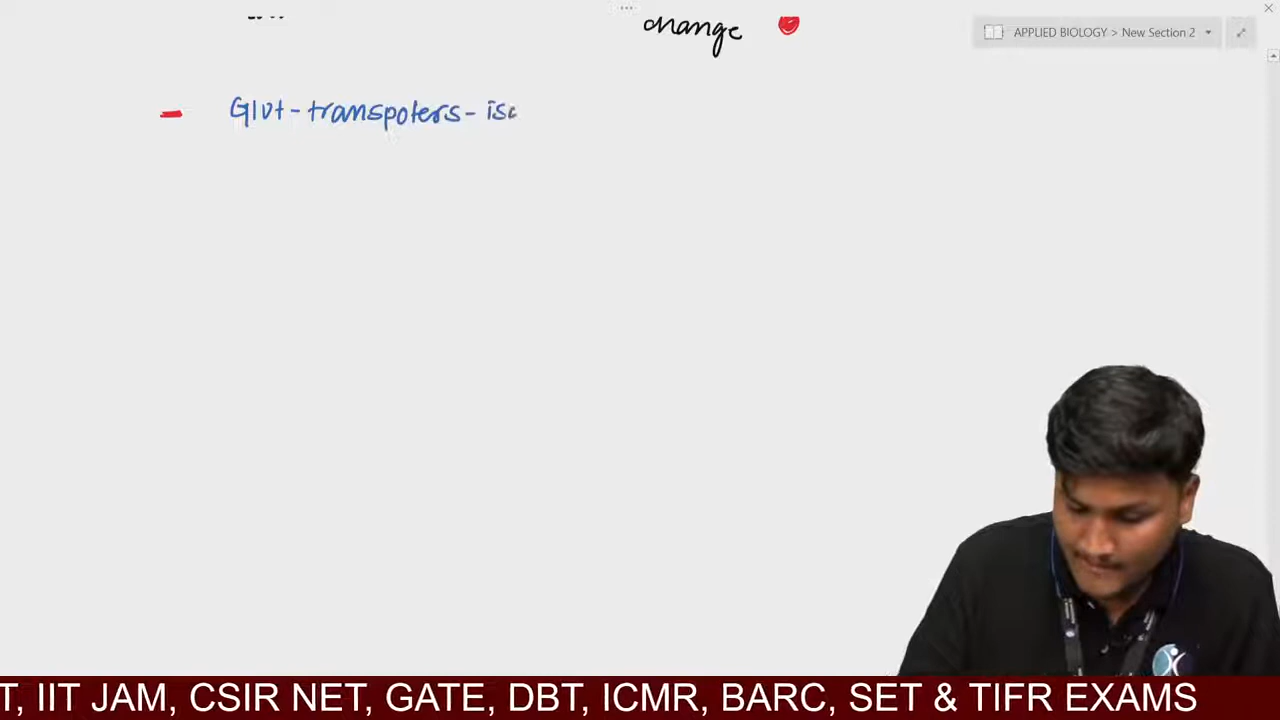 change
APPLIED BIOLOGY > New Section 2
- Glut-transpoters-iso
T, IIT JAM, CSIR NET, GATE, DBT, ICMR, BARC, SET & TIFR EXAMS